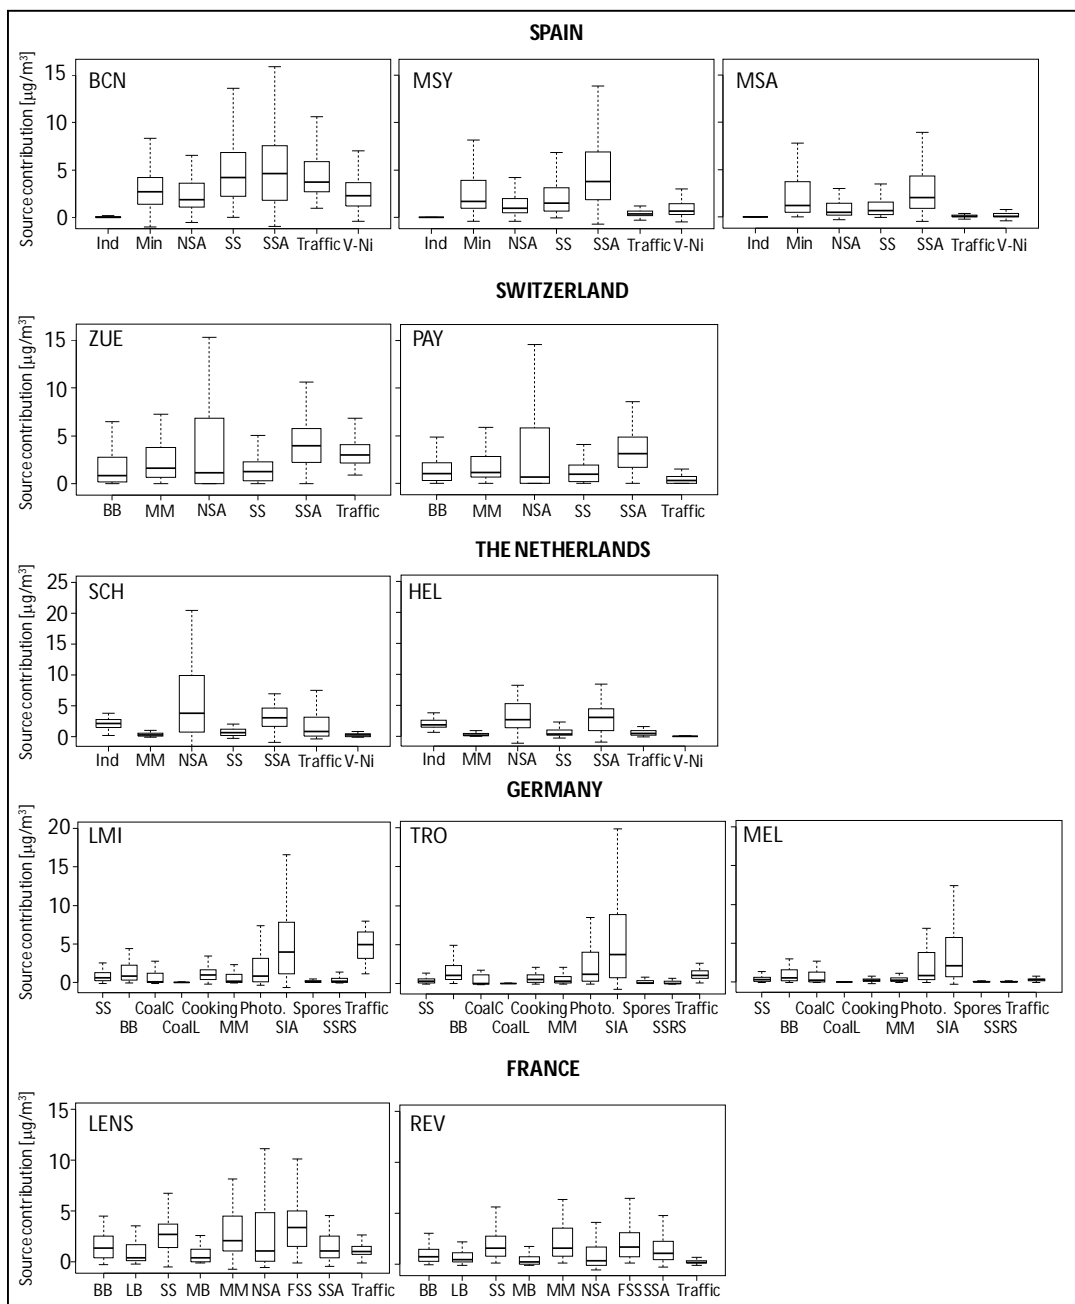 SPAIN
Source contribution [µg/m³]
15
10
5
0
BCN
MSY
MSA
Ind Min NSA SS SSA Traffic V-Ni
Ind Min NSA SS SSA Traffic V-Ni
Ind Min NSA SS SSA Traffic V-Ni
SWITZERLAND
Source contribution [µg/m³]
15
10
5
0
ZUE
PAY
BB MM NSA SS SSA Traffic
BB MM NSA SS SSA Traffic
THE NETHERLANDS
Source contribution [µg/m³]
25
20
15
10
5
0
SCH
HEL
Ind MM NSA SS SSA Traffic V-Ni
Ind MM NSA SS SSA Traffic V-Ni
GERMANY
Source contribution [µg/m³]
20
15
10
5
0
LMI
TRO
MEL
SS CoalC Cooking Photo. Spores Traffic
BB CoalL MM SIA SSRS
SS CoalC Cooking Photo. Spores Traffic
BB CoalL MM SIA SSRS
SS CoalC Cooking Photo. Spores Traffic
BB CoalL MM SIA SSRS
FRANCE
Source contribution [µg/m³]
15
10
5
0
LENS
REV
BB LB SS MB MM NSA FSS SSA Traffic
BB LB SS MB MM NSA FSS SSA Traffic